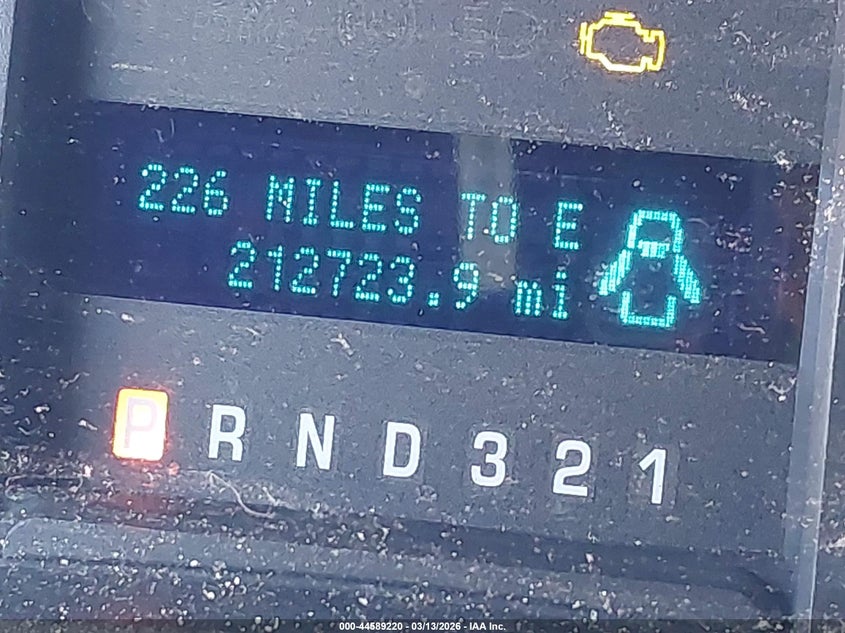 226 MILES TO E
212723.9 mi
P R N D 3 2 1
000-44589220 - 03/13/2026 - IAA Inc.